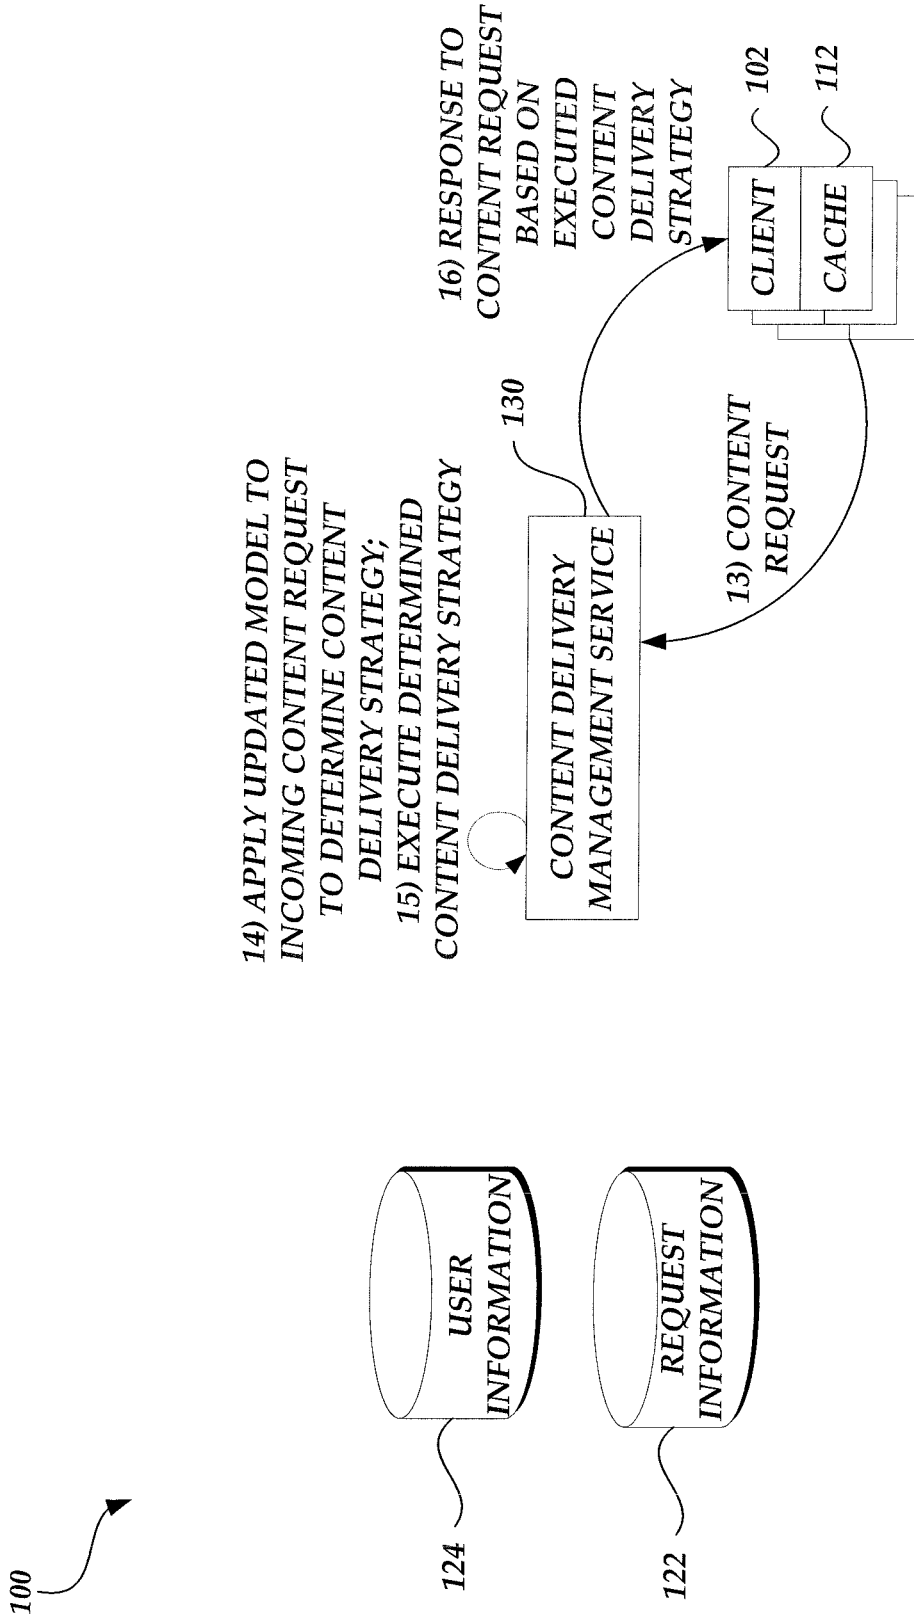 100
124
USER
INFORMATION
122
REQUEST
INFORMATION
14) APPLY UPDATED MODEL TO
INCOMING CONTENT REQUEST
TO DETERMINE CONTENT
DELIVERY STRATEGY;
15) EXECUTE DETERMINED
CONTENT DELIVERY STRATEGY
130
CONTENT DELIVERY
MANAGEMENT SERVICE
13) CONTENT
REQUEST
16) RESPONSE TO
CONTENT REQUEST
BASED ON
EXECUTED
CONTENT
DELIVERY
STRATEGY
CLIENT
102
CACHE
112